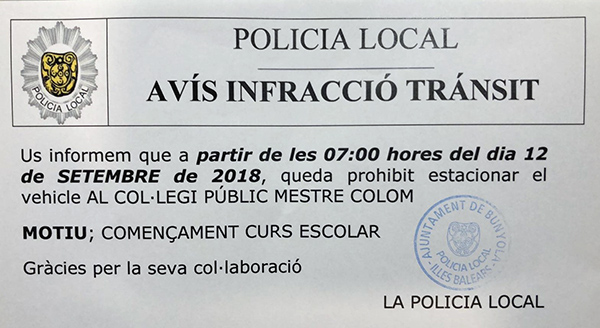 POLICIA LOCAL
AVÍS INFRACCIÓ TRÁNSIT
POLICIA LOCAL
Us informem que a partir de les 07:00 hores del dia 12
de SETEMBRE de 2018, queda prohibit estacionar el
vehicle AL COL·LEGI PÚBLIC MESTRE COLOM
MOTIU; COMENÇAMENT CURS ESCOLAR
Gràcies per la seva col·laboració
AJUNTAMENT DE BUNYOLA
POLICIA LOCAL
ILLES BALEARS
LA POLICIA LOCAL